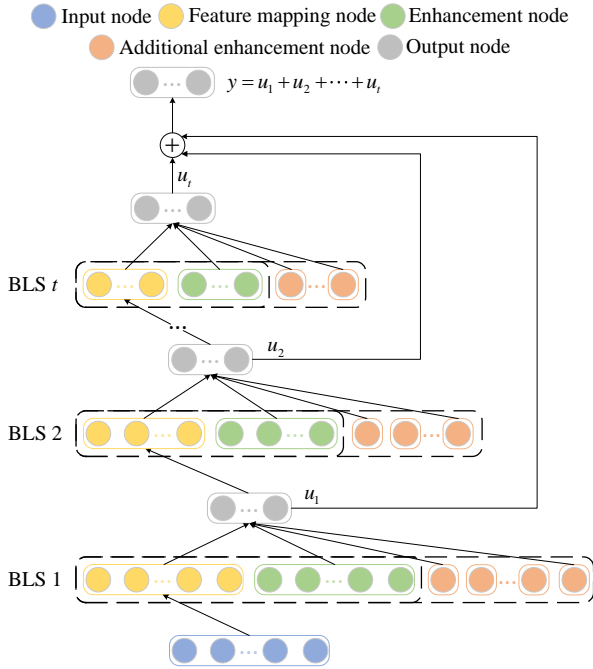 Input node Feature mapping node Enhancement node
Additional enhancement node Output node
... y = u₁ + u₂ + ··· + uₜ
+
uₜ
...
BLS t ... ... ...
...
... u₂
BLS 2 ... ... ...
... u₁
BLS 1 ... ... ...
...